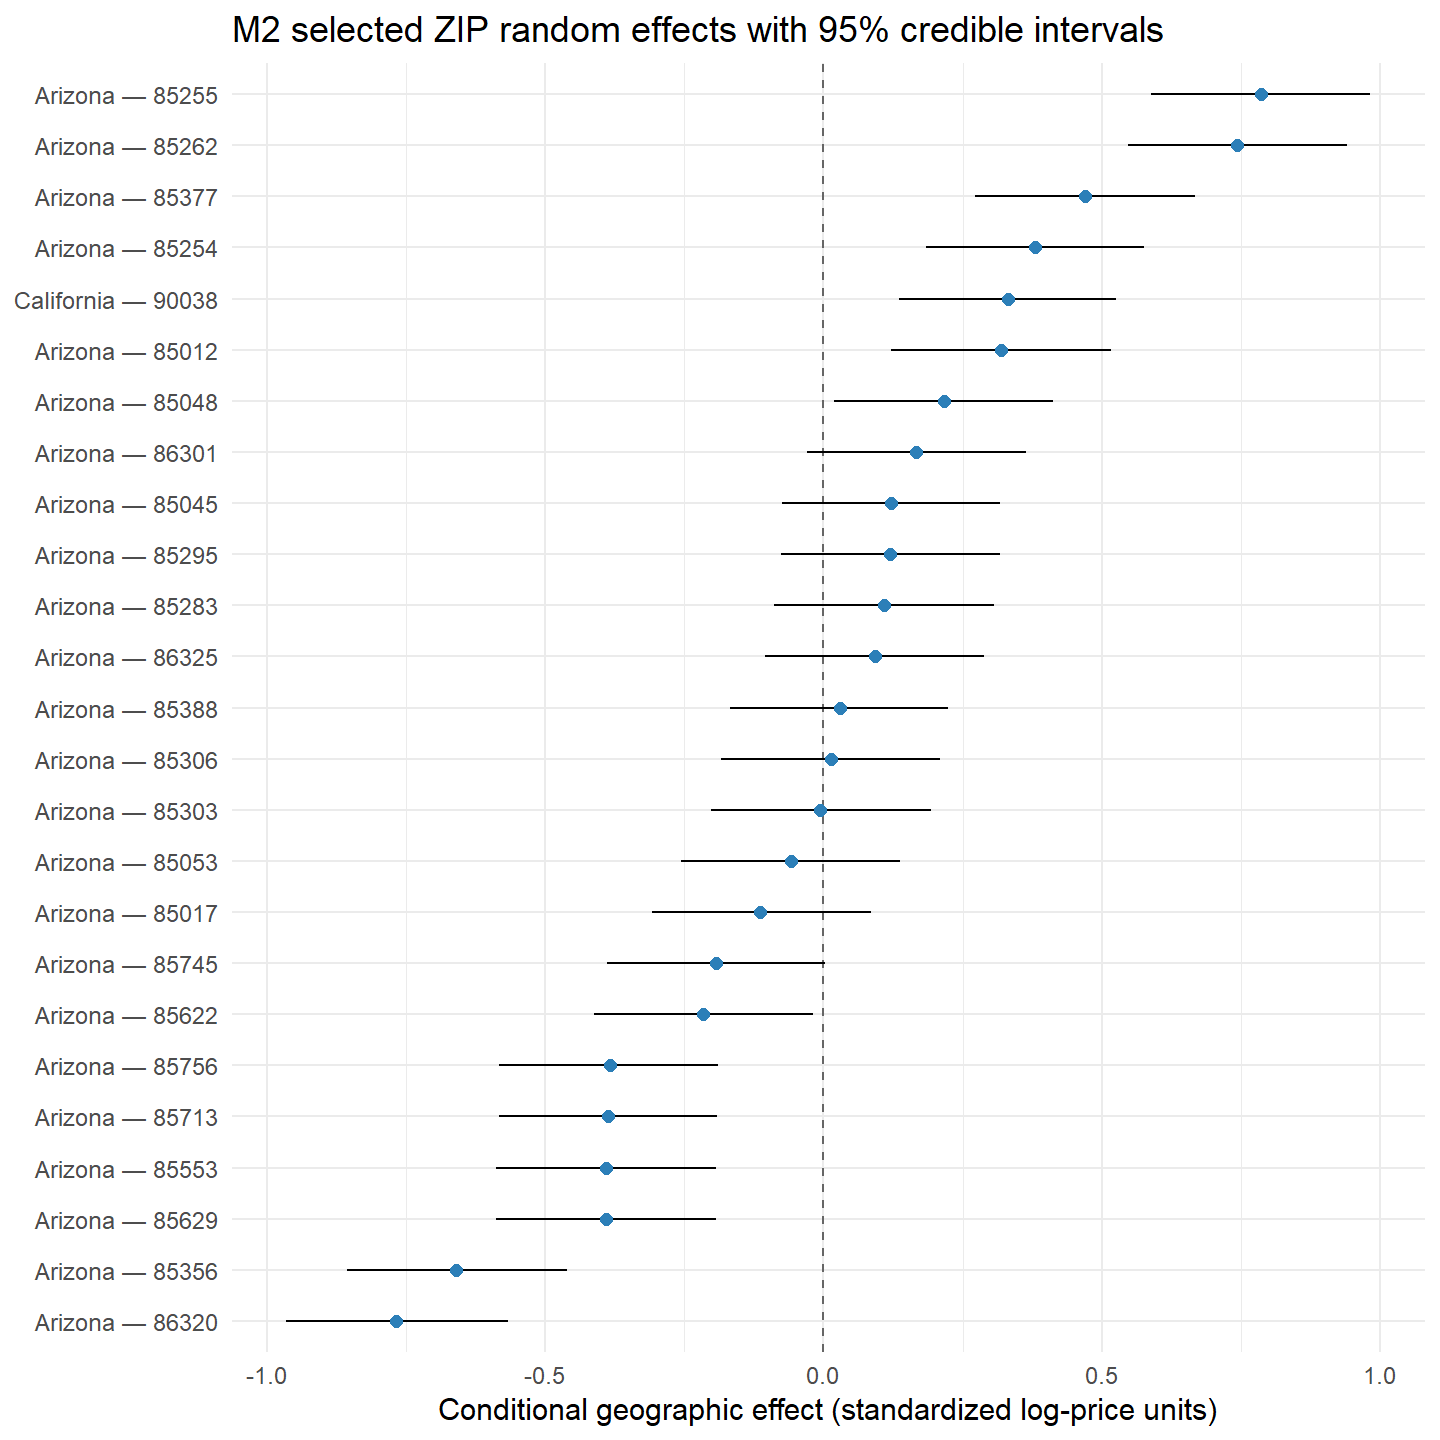 M2 selected ZIP random effects with 95% credible intervals
Arizona — 85255
Arizona — 85262
Arizona — 85377
Arizona — 85254
California — 90038
Arizona — 85012
Arizona — 85048
Arizona — 86301
Arizona — 85045
Arizona — 85295
Arizona — 85283
Arizona — 86325
Arizona — 85388
Arizona — 85306
Arizona — 85303
Arizona — 85053
Arizona — 85017
Arizona — 85745
Arizona — 85622
Arizona — 85756
Arizona — 85713
Arizona — 85553
Arizona — 85629
Arizona — 85356
Arizona — 86320
-1.0 -0.5 0.0 0.5 1.0
Conditional geographic effect (standardized log-price units)